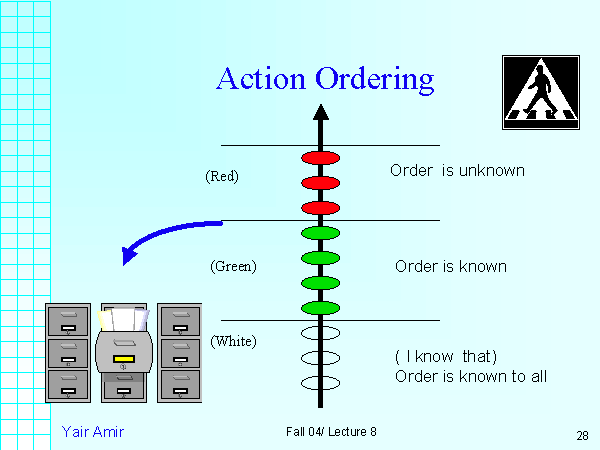 Action Ordering
(Red)
Order is unknown
(Green)
Order is known
(White)
( I know that)
Order is known to all
Yair Amir
Fall 04/ Lecture 8
28